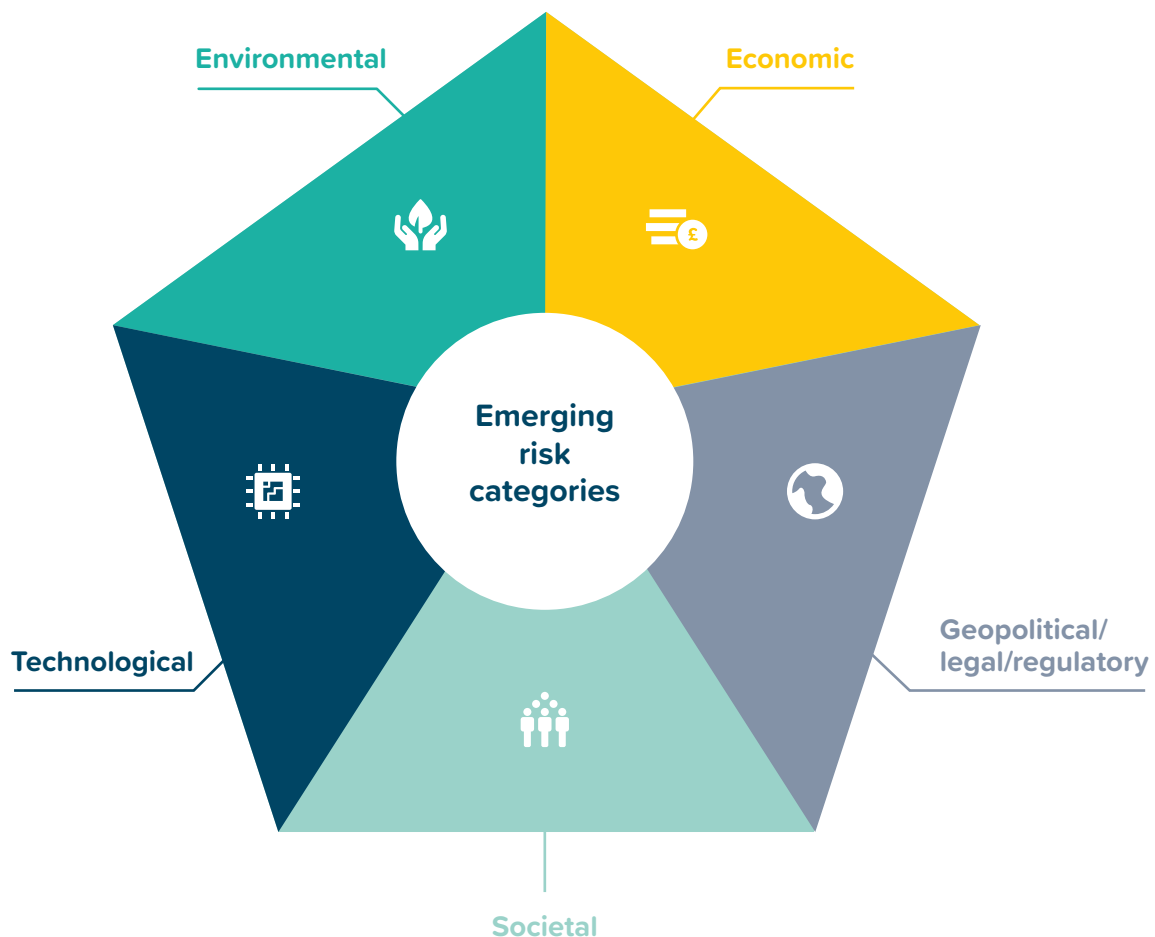 Environmental
Economic
£
Emerging
risk
categories
Technological
Geopolitical/
legal/regulatory
Societal